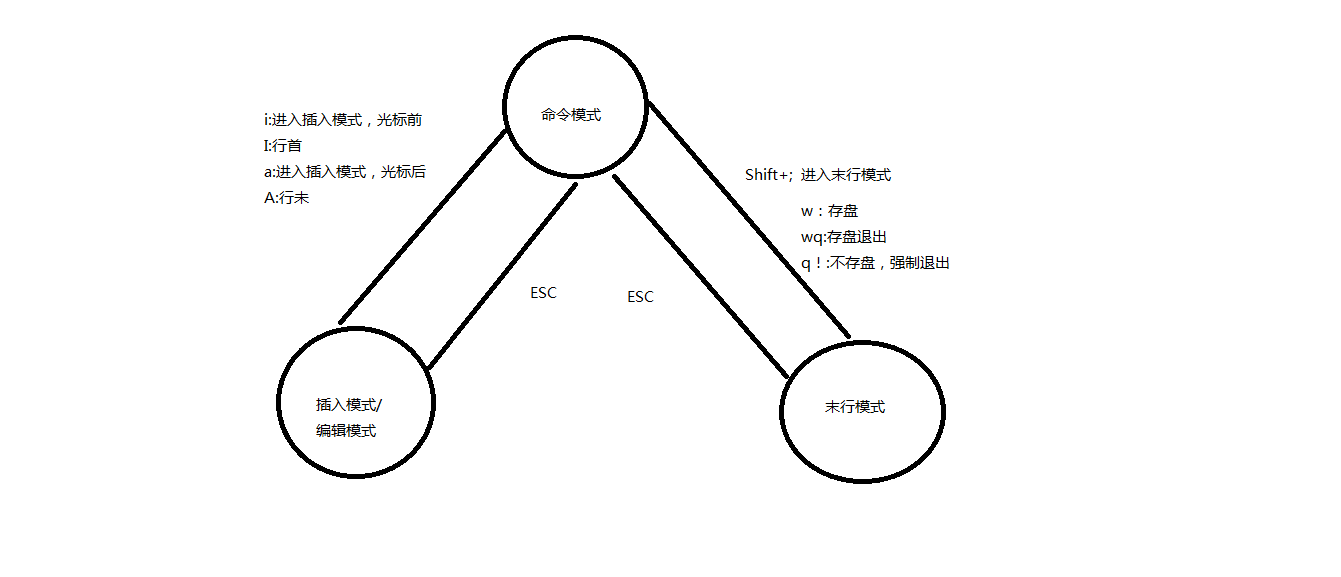 命令模式
i:进入插入模式，光标前
I:行首
a:进入插入模式，光标后
A:行未
Shift+; 进入末行模式
w：存盘
wq:存盘退出
q！:不存盘，强制退出
ESC
ESC
插入模式/
编辑模式
末行模式